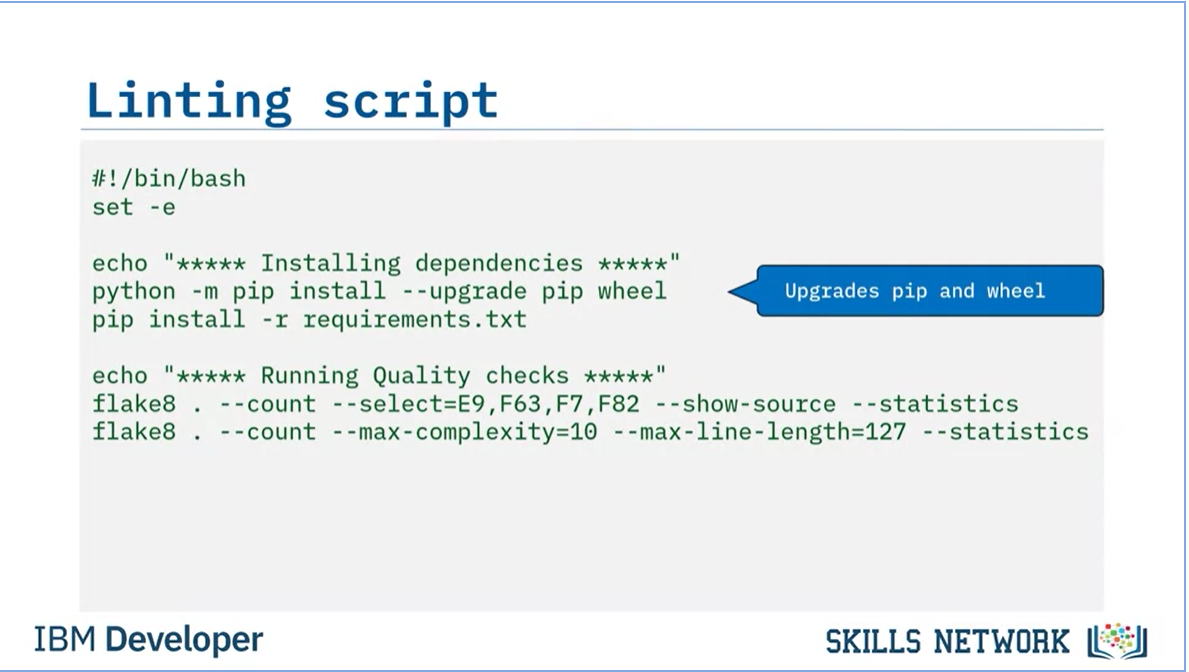 Linting script
#!/bin/bash
set -e
echo "***** Installing dependencies *****"
python -m pip install --upgrade pip wheel
Upgrades pip and wheel
pip install -r requirements.txt
echo "***** Running Quality checks *****"
flake8 . --count --select=E9,F63,F7,F82 --show-source --statistics
flake8 . --count --max-complexity=10 --max-line-length=127 --statistics
IBM Developer
SKILLS NETWORK